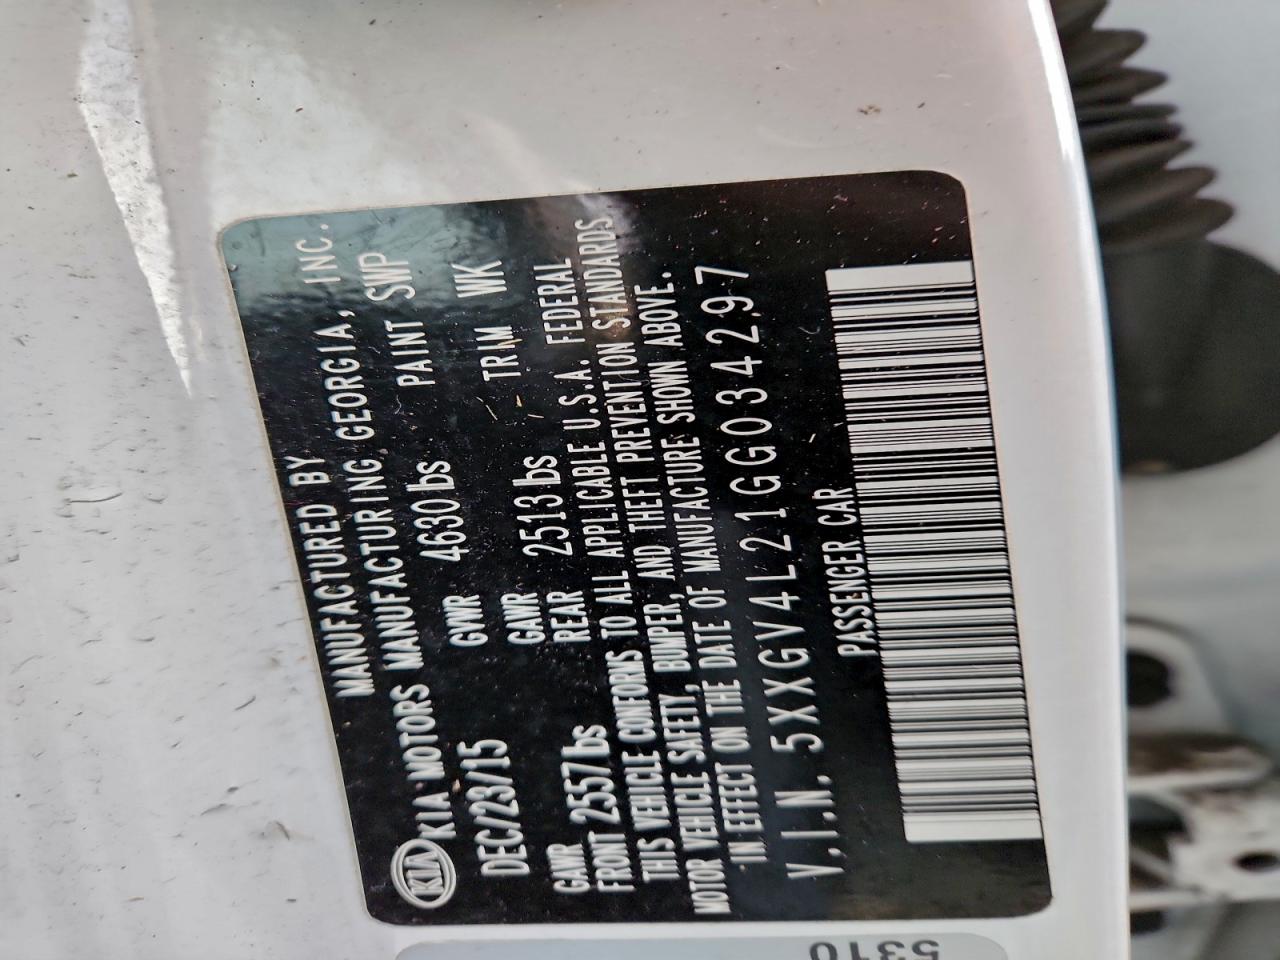 MANUFACTURED BY
KIA KIA MOTORS MANUFACTURING GEORGIA, INC.
DEC/23/15 GVWR 4630lbs PAINT SWP
GAWR FRONT 2557lbs GAWR REAR 2513lbs TRIM WK
THIS VEHICLE CONFORMS TO ALL APPLICABLE U.S.A. FEDERAL
MOTOR VEHICLE SAFETY, BUMPER, AND THEFT PREVENTION STANDARDS
IN EFFECT ON THE DATE OF MANUFACTURE SHOWN ABOVE.
V.I.N. 5XXGV4L21GG034297
PASSENGER CAR
5310